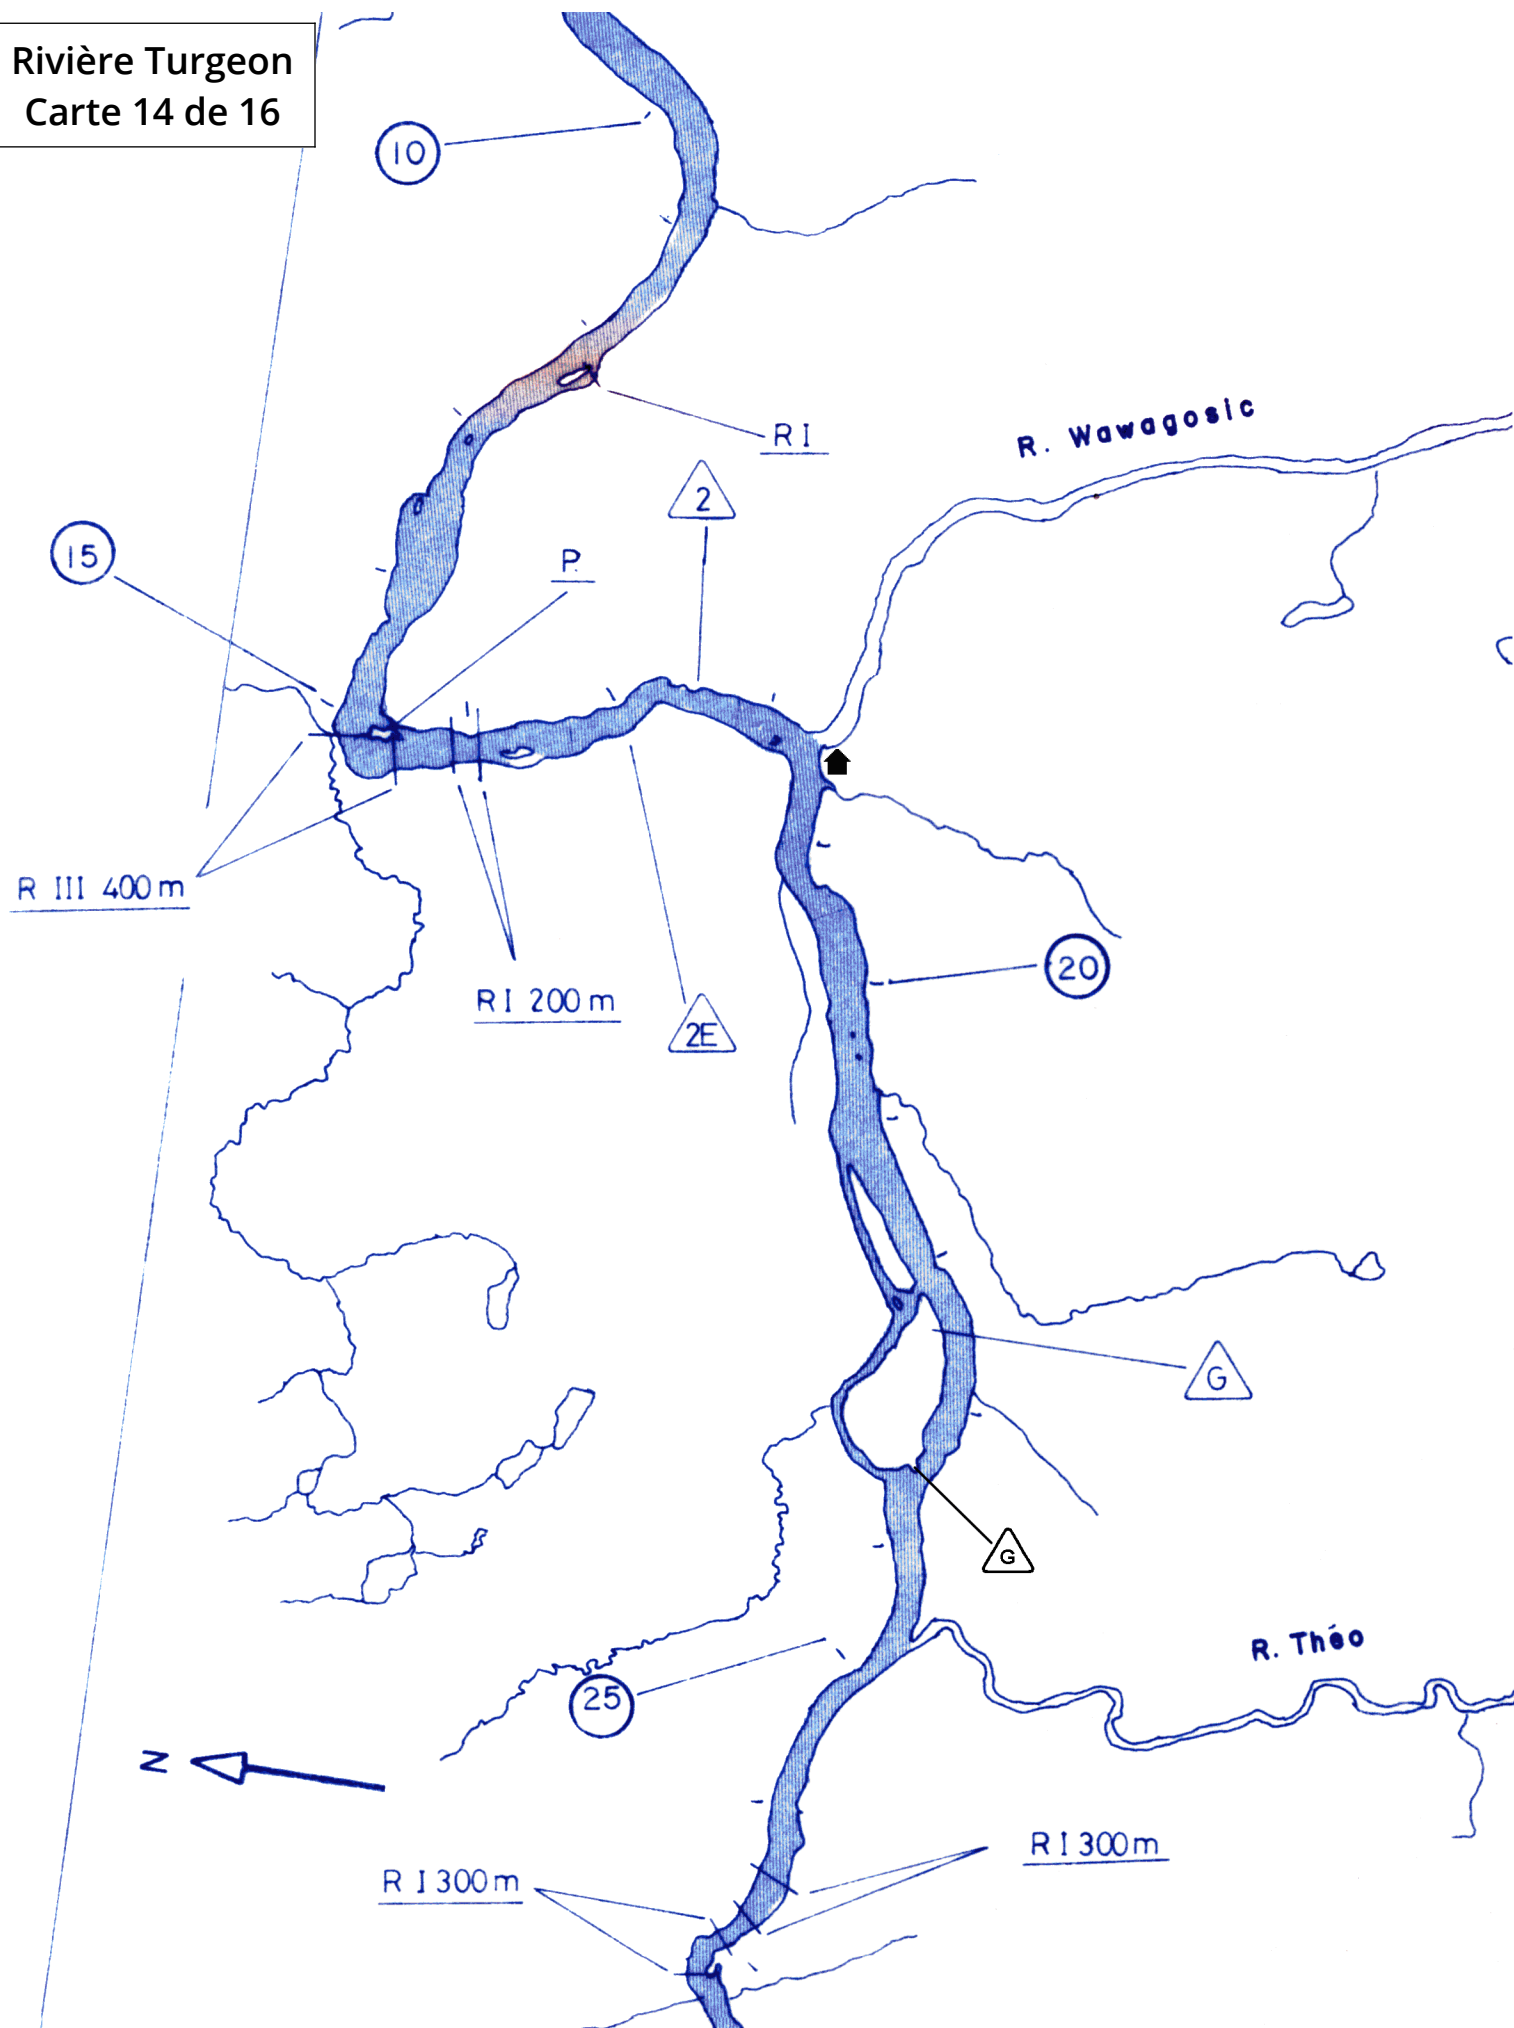 Rivière Turgeon
Carte 14 de 16
10
R. Wawagosic
R I
2
15
P.
R III 400 m
20
R I 200 m
2E
G
G
R. Théo
25
N
R I 300 m
R I 300 m